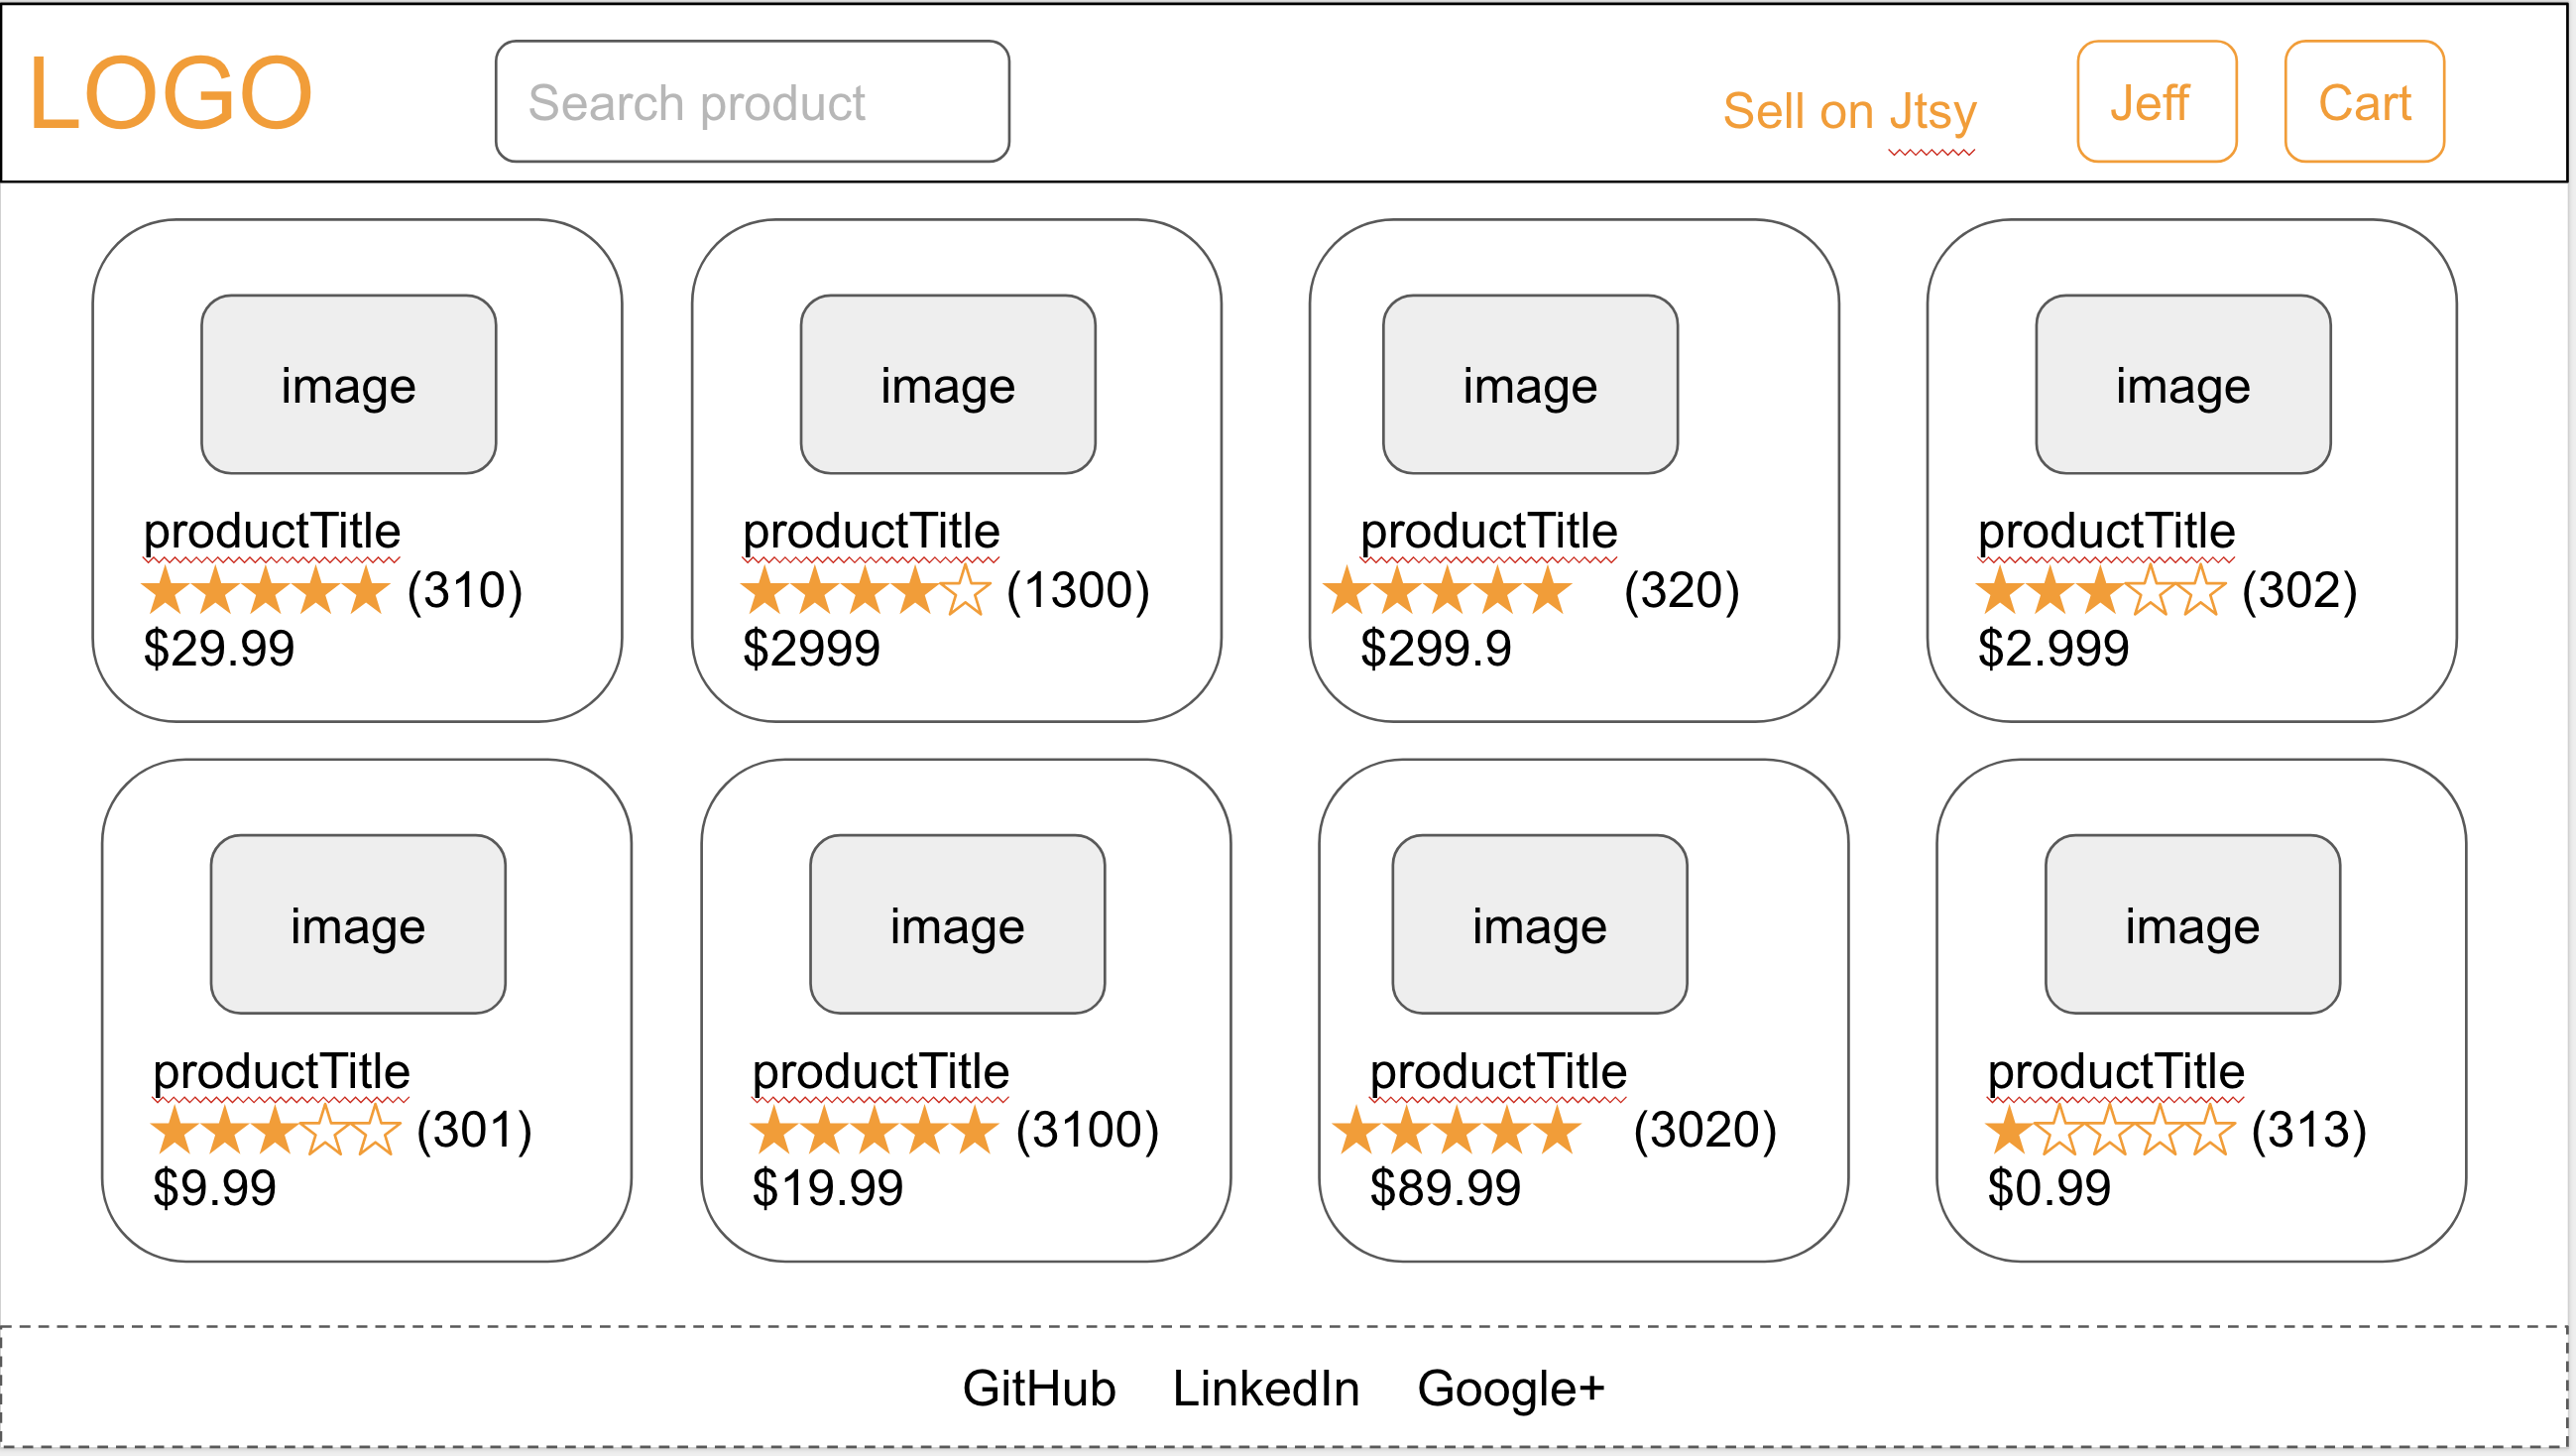 LOGO
Search product
Sell on Jtsy
Jeff
Cart
image
image
image
image
productTitle
★★★★★ (310)
$29.99
productTitle
★★★★☆ (1300)
$2999
productTitle
★★★★★ (320)
$299.9
productTitle
★★★☆☆ (302)
$2.999
image
image
image
image
productTitle
★★★☆☆ (301)
$9.99
productTitle
★★★★★ (3100)
$19.99
productTitle
★★★★★ (3020)
$89.99
productTitle
★☆☆☆☆ (313)
$0.99
GitHub LinkedIn Google+